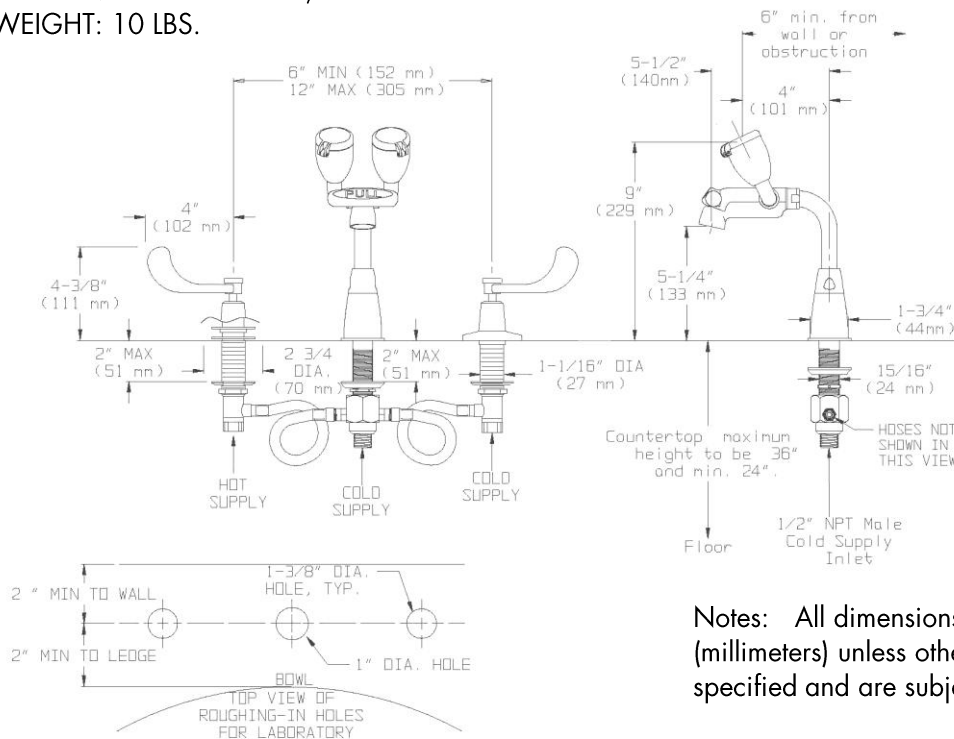 WEIGHT: 10 LBS.
6" min. from
wall or
obstruction
6" MIN (152 mm)
12" MAX (305 mm)
5-1/2"
(140mm)
4"
(101 mm)
PULL
4"
(102 mm)
9"
(229 mm)
4-3/8"
(111 mm)
5-1/4"
(133 mm)
1-3/4"
(44mm)
2" MAX
(51 mm)
2 3/4
DIA.
(70 mm)
2" MAX
(51 mm)
1-1/16" DIA
(27 mm)
15/16"
(24 mm)
HOSES NOT
SHOWN IN
THIS VIEW
Countertop maximum
height to be 36"
and min. 24".
HOT
SUPPLY
COLD
SUPPLY
COLD
SUPPLY
Floor
1/2" NPT Male
Cold Supply
Inlet
2 " MIN TO WALL
1-3/8" DIA.
HOLE, TYP.
2" MIN TO LEDGE
1" DIA. HOLE
BOWL
TOP VIEW OF
ROUGHING-IN HOLES
FOR LABORATORY
Notes: All dimensions
(millimeters) unless othe
specified and are subje